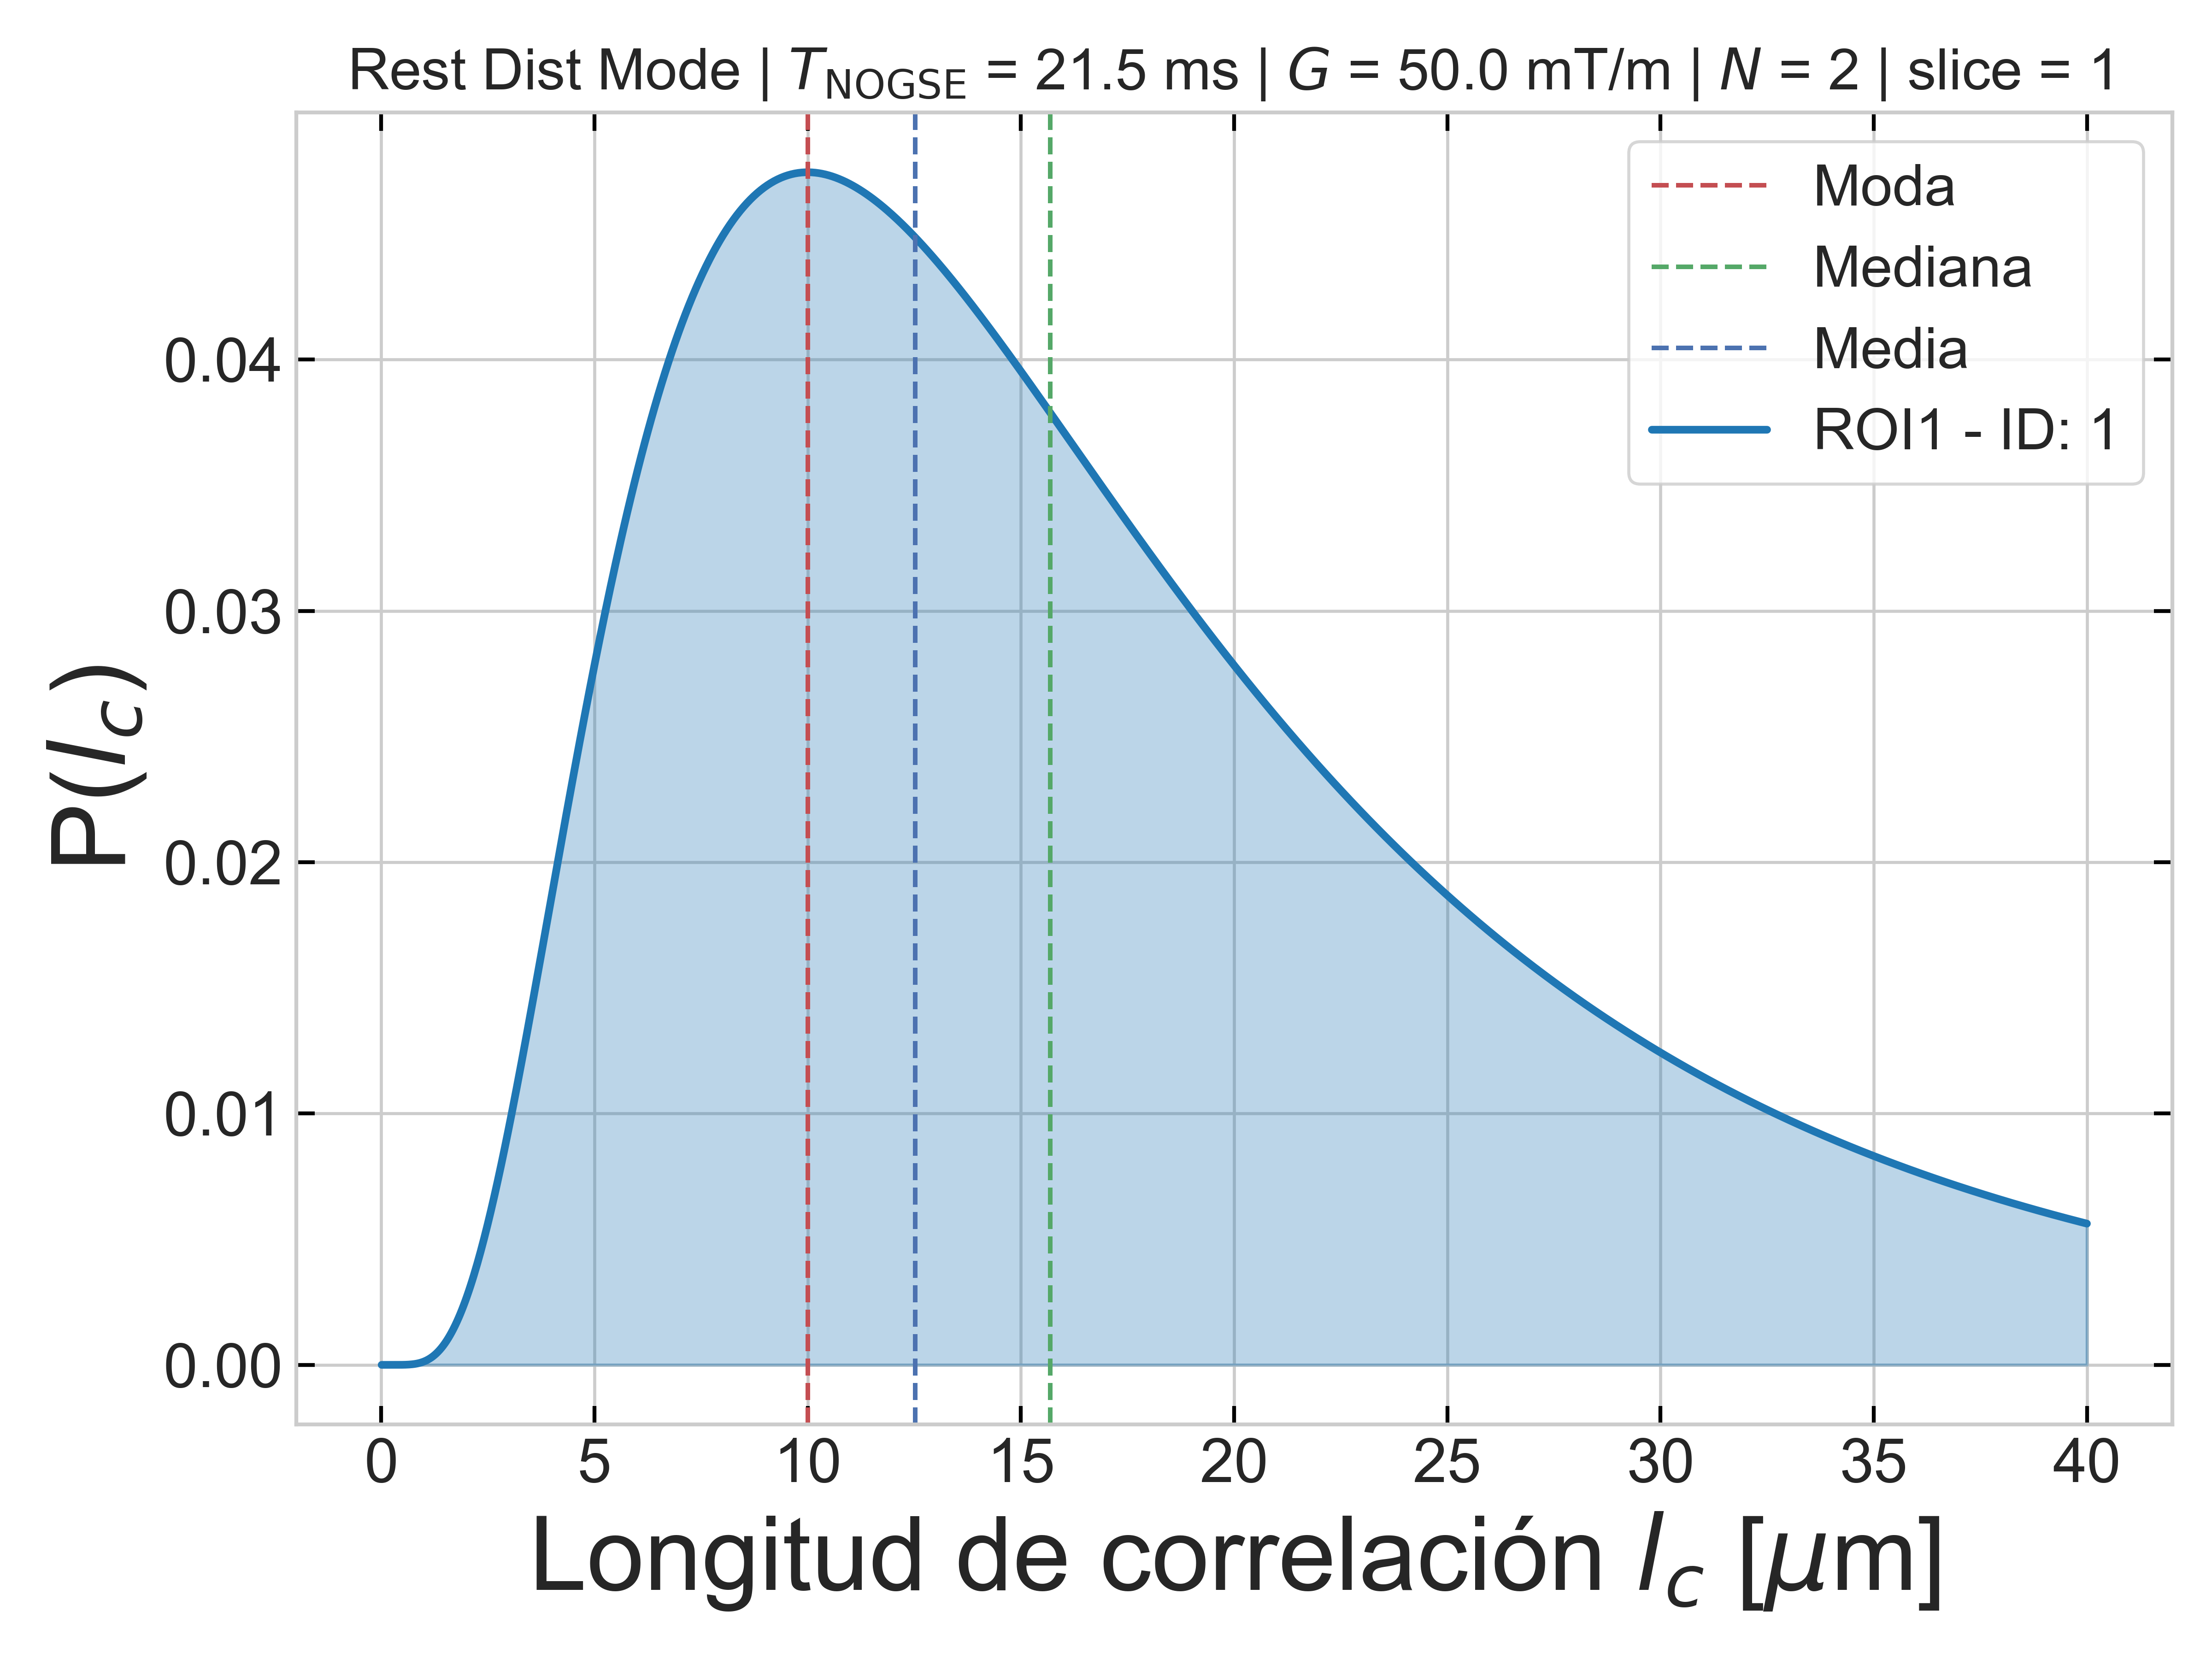 Rest Dist Mode | T_NOGSE = 21.5 ms | G = 50.0 mT/m | N = 2 | slice = 1
Moda
Mediana
Media
ROI1 - ID: 1
P(l_c)
0.04
0.03
0.02
0.01
0.00
0 5 10 15 20 25 30 35 40
Longitud de correlación l_c [μm]